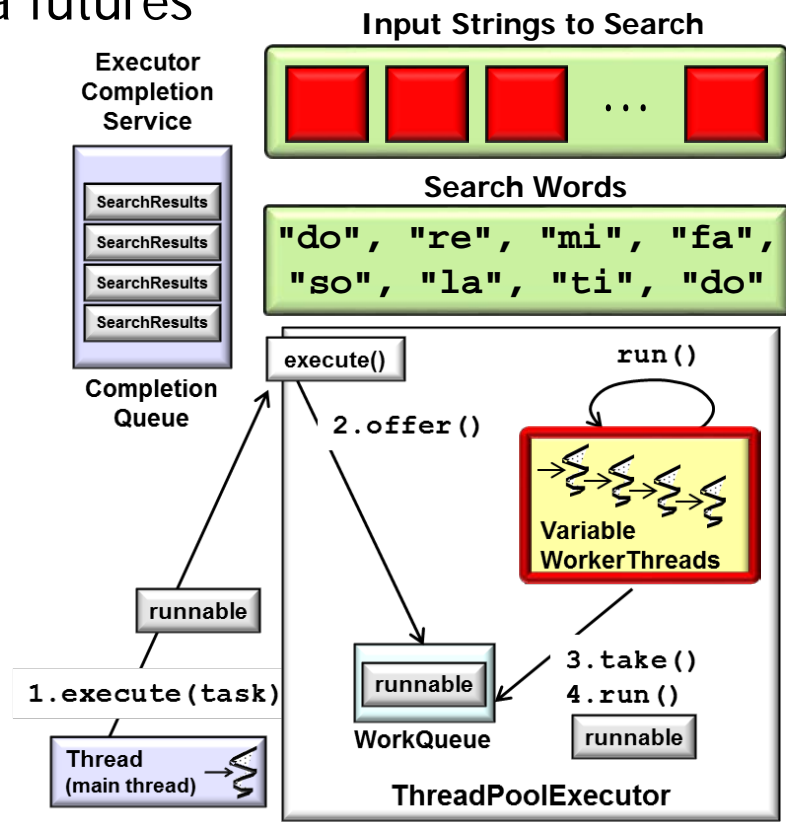 a futures
Input Strings to Search
...
Executor
Completion
Service
SearchResults
SearchResults
SearchResults
SearchResults
Completion
Queue
Search Words
"do", "re", "mi", "fa",
"so", "la", "ti", "do"
execute()
run()
2.offer()
Variable
WorkerThreads
runnable
1.execute(task)
Thread
(main thread)
runnable
WorkQueue
3.take()
4.run()
runnable
ThreadPoolExecutor